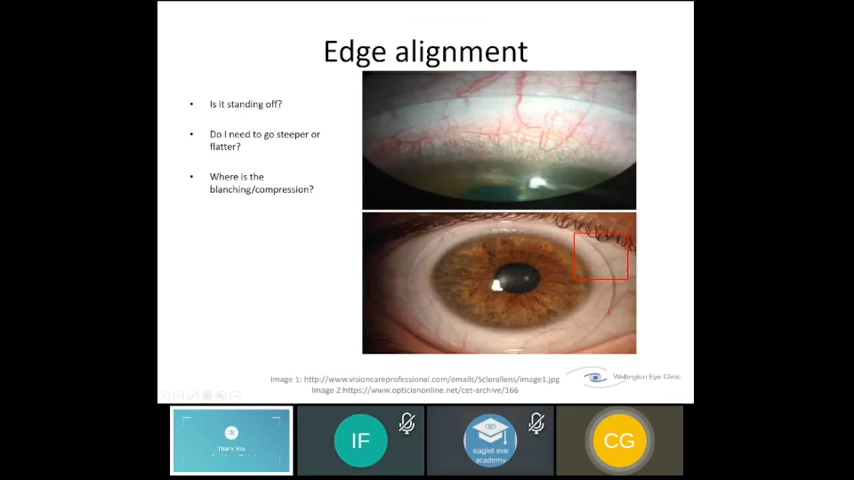 Edge alignment
• Is it standing off?
• Do I need to go steeper or
flatter?
• Where is the
blanching/compression?
Image 1: http://www.visioncareprofessional.com/emails/Sclerallens/image1.jpg
Image 2:https://www.opticianonline.net/cet-archive/166
Wellington Eye Clinic
Thank You
IF
eaglet eye
academy
CG